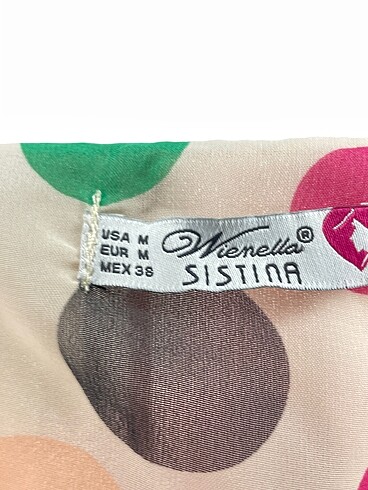 USA M
EUR M
MEX 38
Wienella®
SISTINA